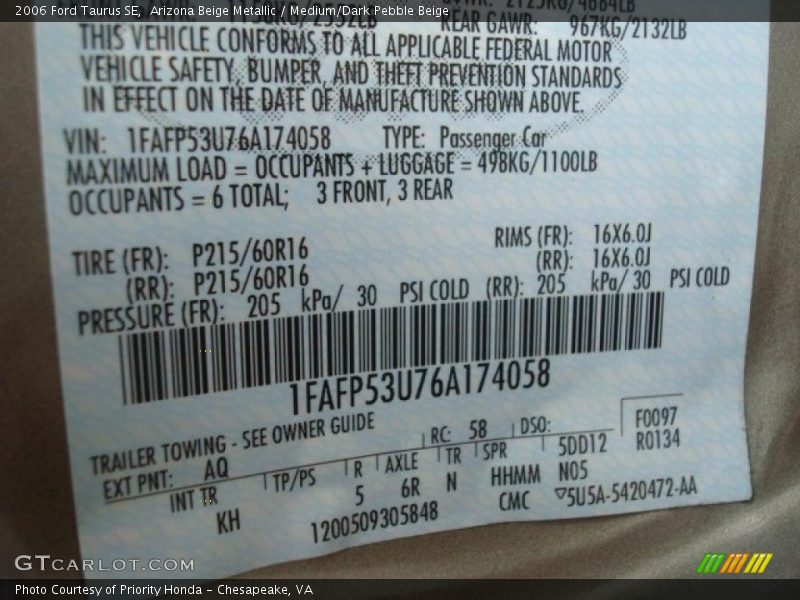 2006 Ford Taurus SE, Arizona Beige Metallic / Medium/Dark Pebble Beige
REAR GAWR: 967KG/2132LB
THIS VEHICLE CONFORMS TO ALL APPLICABLE FEDERAL MOTOR
VEHICLE SAFETY, BUMPER, AND THEFT PREVENTION STANDARDS
IN EFFECT ON THE DATE OF MANUFACTURE SHOWN ABOVE.
VIN: 1FAFP53U76A174058 TYPE: Passenger Car
MAXIMUM LOAD = OCCUPANTS + LUGGAGE = 498KG/1100LB
OCCUPANTS = 6 TOTAL; 3 FRONT, 3 REAR
TIRE (FR): P215/60R16 RIMS (FR): 16X6.0J
(RR): P215/60R16 (RR): 16X6.0J
PRESSURE (FR): 205 kPa/ 30 PSI COLD (RR): 205 kPa/ 30 PSI COLD
1FAFP53U76A174058
TRAILER TOWING - SEE OWNER GUIDE RC: 58 DSO: F0097
EXT PNT: AQ 5DD12 R0134
INT TR TP/PS R AXLE TR SPR N05
KH 5 6R N HHMM
1200509305848 CMC ▽5U5A-5420472-AA
GTCARLOT.COM
Photo Courtesy of Priority Honda - Chesapeake, VA